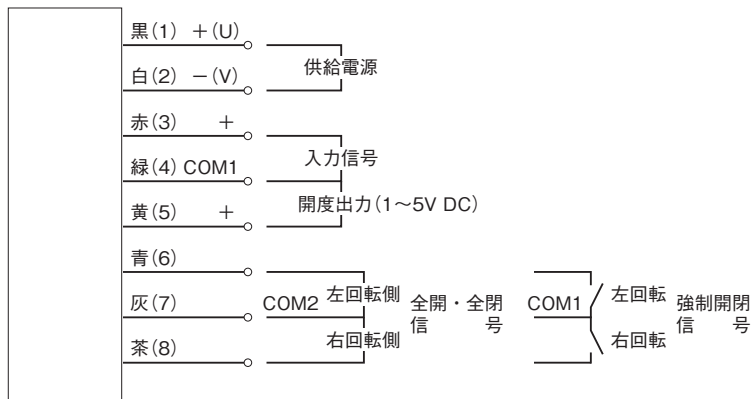 黒(1) ＋(U)
供給電源
白(2) －(V)
赤(3) ＋
入力信号
緑(4) COM1
開度出力(1～5V DC)
黄(5) ＋
青(6)
左回転側
灰(7) COM2
全開・全閉
信 号
右回転側
茶(8)
COM1
左回転
右回転
強制開閉
信 号